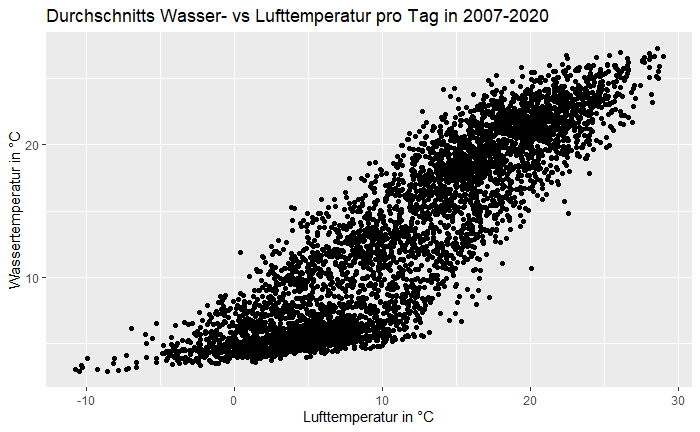 Durchschnitts Wasser- vs Lufttemperatur pro Tag in 2007-2020
Wassertemperatur in °C
20
10
-10
0
10
20
30
Lufttemperatur in °C